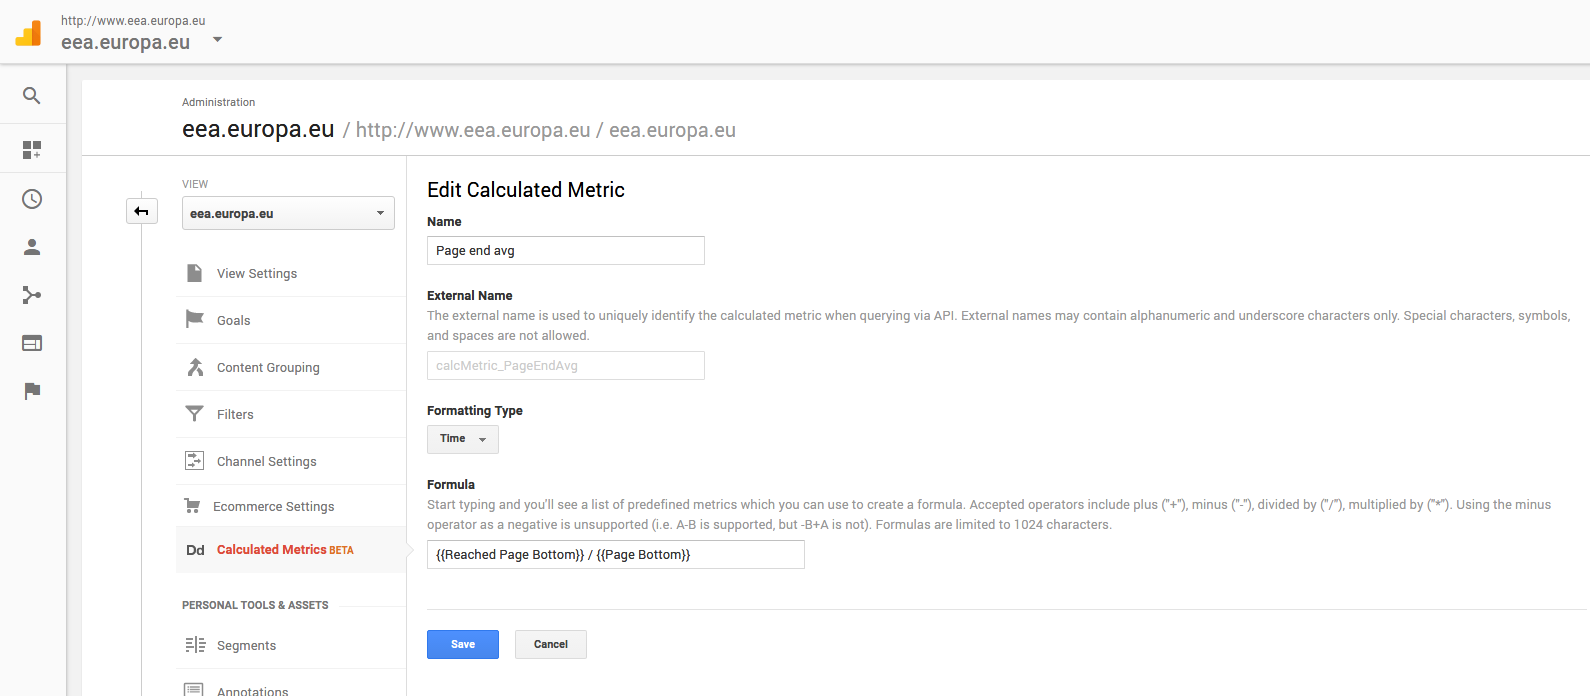 http://www.eea.europa.eu
eea.europa.eu
Administration
eea.europa.eu / http://www.eea.europa.eu / eea.europa.eu
VIEW
eea.europa.eu
View Settings
Goals
Content Grouping
Filters
Channel Settings
Ecommerce Settings
Dd Calculated Metrics BETA
PERSONAL TOOLS & ASSETS
Segments
Annotations
Edit Calculated Metric
Name
Page end avg
External Name
The external name is used to uniquely identify the calculated metric when querying via API. External names may contain alphanumeric and underscore characters only. Special characters, symbols,
and spaces are not allowed.
calcMetric_PageEndAvg
Formatting Type
Time
Formula
Start typing and you'll see a list of predefined metrics which you can use to create a formula. Accepted operators include plus ("+"), minus ("-"), divided by ("/"), multiplied by ("*"). Using the minus
operator as a negative is unsupported (i.e. A-B is supported, but -B+A is not). Formulas are limited to 1024 characters.
{{Reached Page Bottom}} / {{Page Bottom}}
Save
Cancel